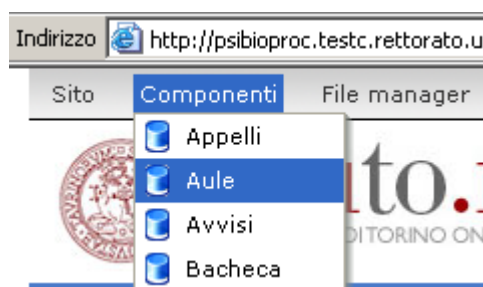 Indirizzo http://psibioproc.testc.rettorato.u
Sito Componenti File manager
Appelli
Aule
Avvisi
Bacheca
to.
DI TORINO ON